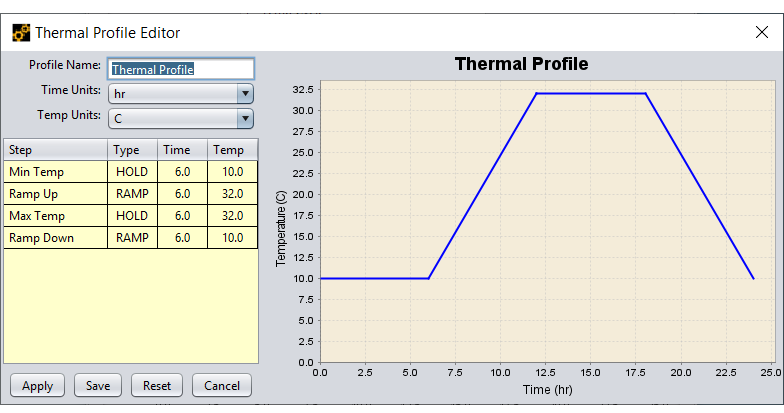 Thermal Profile Editor
Profile Name: Thermal Profile
Time Units: hr
Temp Units: C
Step Type Time Temp
Min Temp HOLD 6.0 10.0
Ramp Up RAMP 6.0 32.0
Max Temp HOLD 6.0 32.0
Ramp Down RAMP 6.0 10.0
Apply Save Reset Cancel
Thermal Profile
Temperature (C)
32.5
30.0
27.5
25.0
22.5
20.0
17.5
15.0
12.5
10.0
7.5
5.0
2.5
0.0
0.0 2.5 5.0 7.5 10.0 12.5 15.0 17.5 20.0 22.5 25.0
Time (hr)